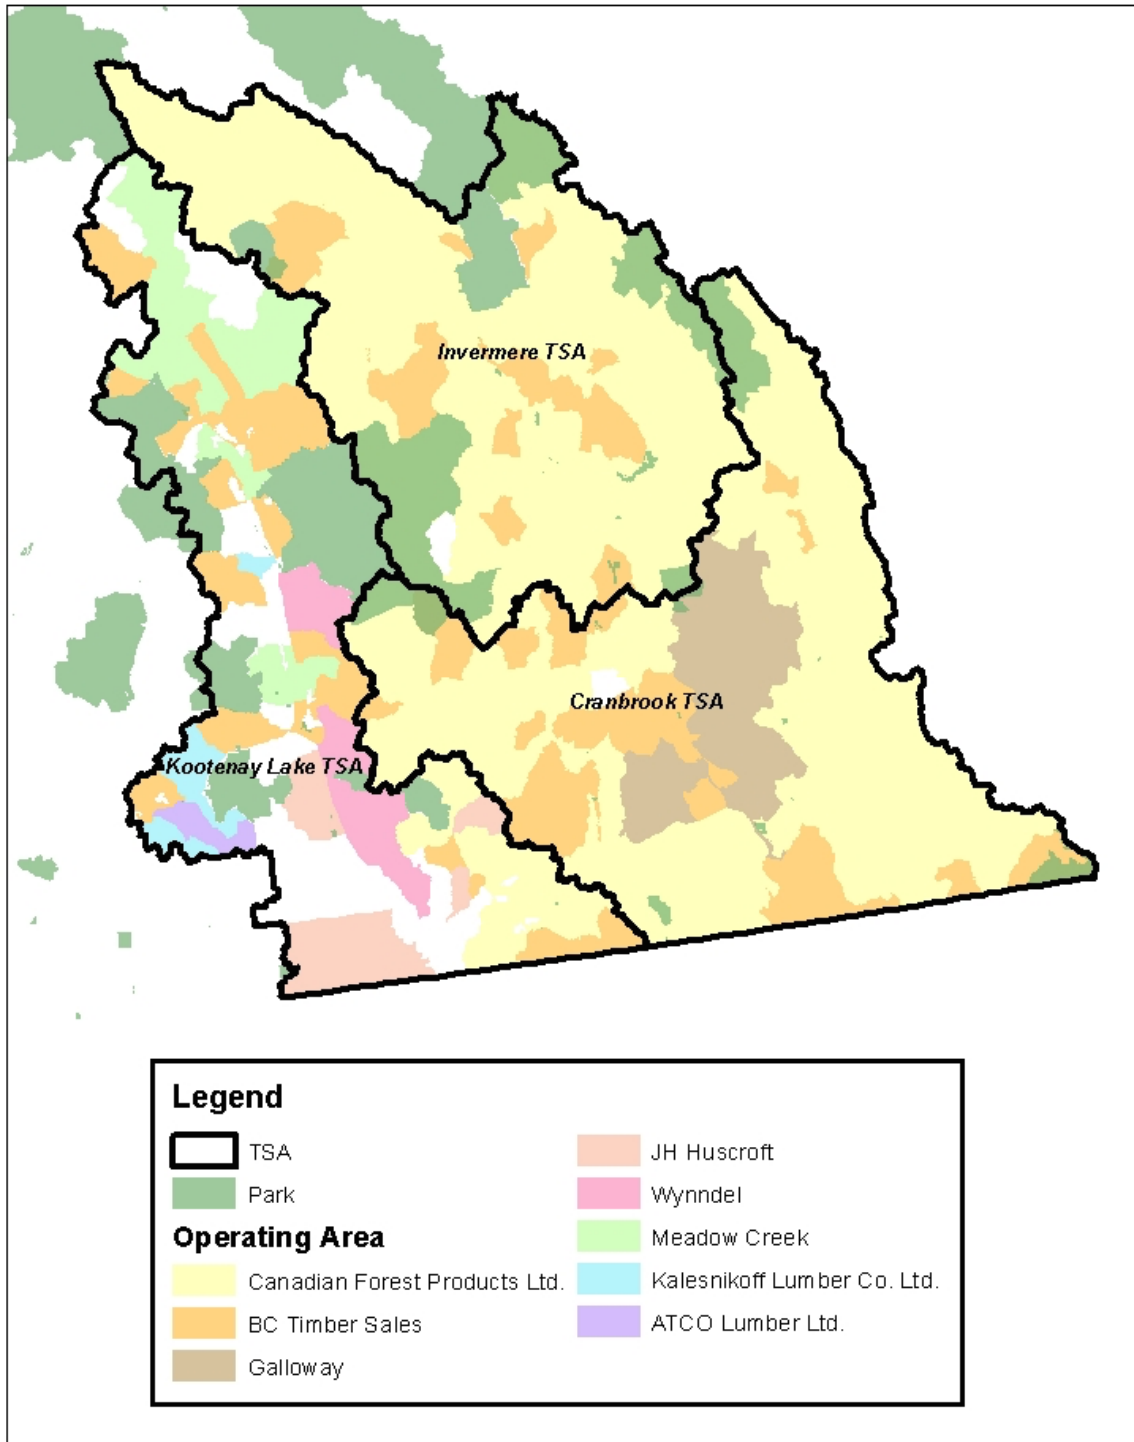 Invermere TSA
Cranbrook TSA
Kootenay Lake TSA
Legend
TSA
Park
Operating Area
Canadian Forest Products Ltd.
BC Timber Sales
Galloway
JH Huscroft
Wynndel
Meadow Creek
Kalesnikoff Lumber Co. Ltd.
ATCO Lumber Ltd.